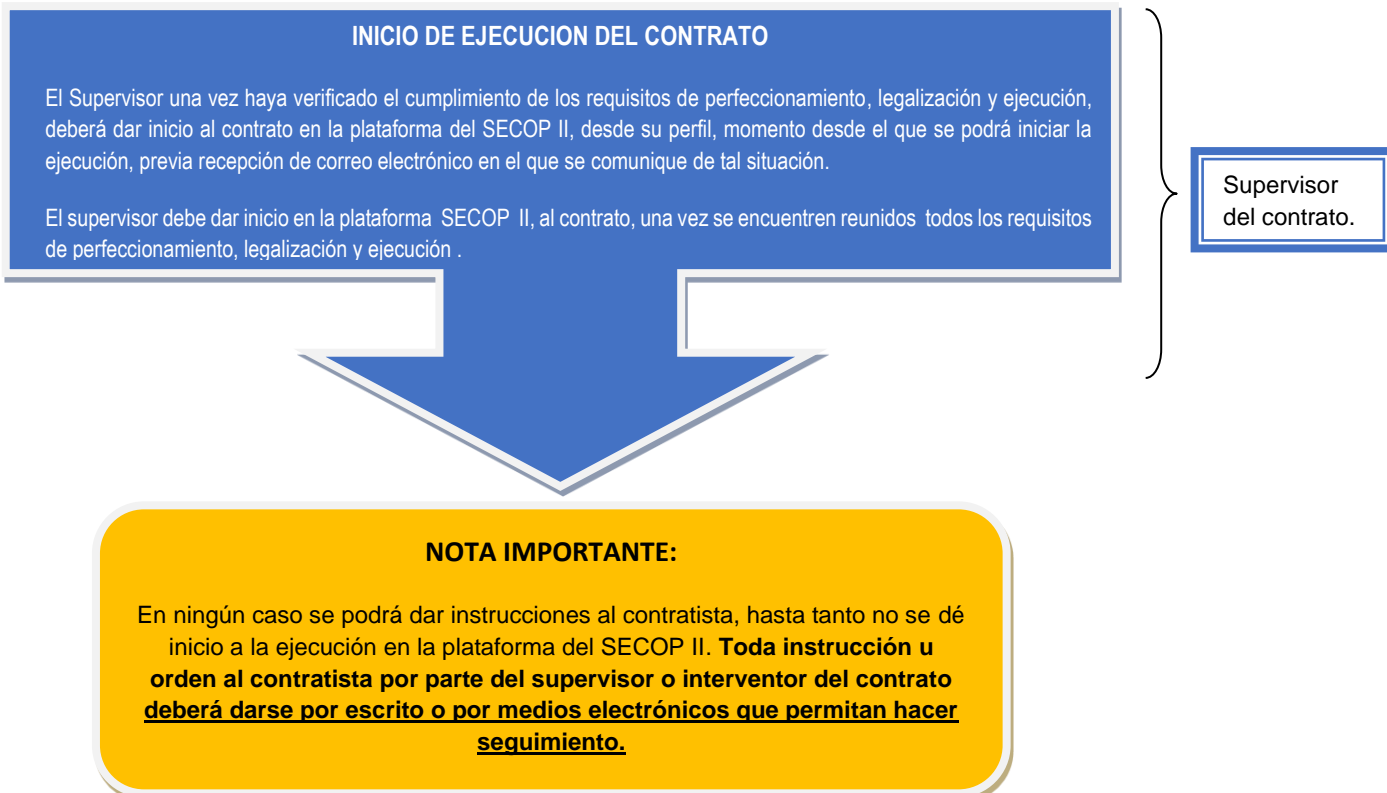 INICIO DE EJECUCION DEL CONTRATO
El Supervisor una vez haya verificado el cumplimiento de los requisitos de perfeccionamiento, legalización y ejecución,
deberá dar inicio al contrato en la plataforma del SECOP II, desde su perfil, momento desde el que se podrá iniciar la
ejecución, previa recepción de correo electrónico en el que se comunique de tal situación.
El supervisor debe dar inicio en la plataforma SECOP II, al contrato, una vez se encuentren reunidos todos los requisitos
de perfeccionamiento, legalización y ejecución .
Supervisor
del contrato.
NOTA IMPORTANTE:
En ningún caso se podrá dar instrucciones al contratista, hasta tanto no se dé
inicio a la ejecución en la plataforma del SECOP II. Toda instrucción u
orden al contratista por parte del supervisor o interventor del contrato
deberá darse por escrito o por medios electrónicos que permitan hacer
seguimiento.